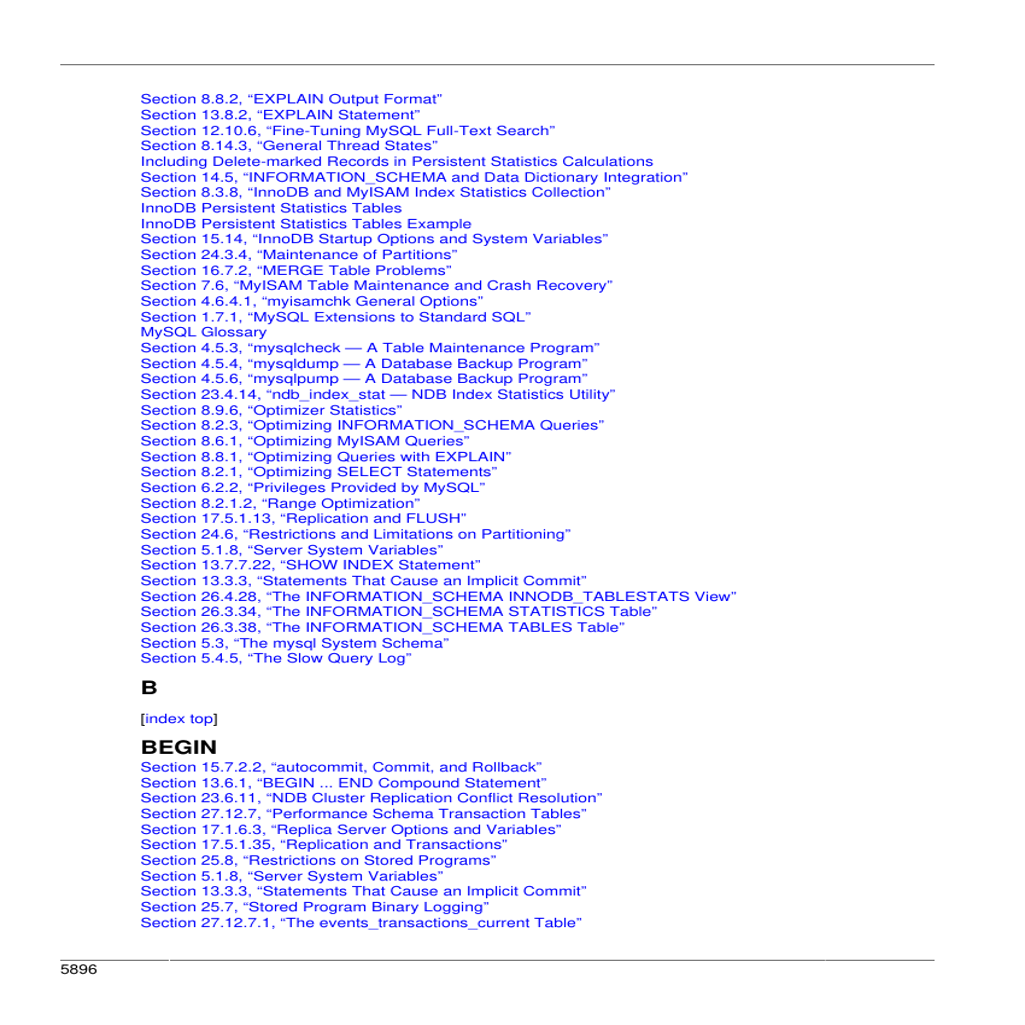 Section 8.8.2, “EXPLAIN Output Format”
Section 13.8.2, “EXPLAIN Statement”
Section 12.10.6, “Fine-Tuning MySQL Full-Text Search”
Section 8.14.3, “General Thread States”
Including Delete-marked Records in Persistent Statistics Calculations
Section 14.5, “INFORMATION_SCHEMA and Data Dictionary Integration”
Section 8.3.8, “InnoDB and MyISAM Index Statistics Collection”
InnoDB Persistent Statistics Tables
InnoDB Persistent Statistics Tables Example
Section 15.14, “InnoDB Startup Options and System Variables”
Section 24.3.4, “Maintenance of Partitions”
Section 16.7.2, “MERGE Table Problems”
Section 7.6, “MyISAM Table Maintenance and Crash Recovery”
Section 4.6.4.1, “myisamchk General Options”
Section 1.7.1, “MySQL Extensions to Standard SQL”
MySQL Glossary
Section 4.5.3, “mysqlcheck — A Table Maintenance Program”
Section 4.5.4, “mysqldump — A Database Backup Program”
Section 4.5.6, “mysqlpump — A Database Backup Program”
Section 23.4.14, “ndb_index_stat — NDB Index Statistics Utility”
Section 8.9.6, “Optimizer Statistics”
Section 8.2.3, “Optimizing INFORMATION_SCHEMA Queries”
Section 8.6.1, “Optimizing MyISAM Queries”
Section 8.8.1, “Optimizing Queries with EXPLAIN”
Section 8.2.1, “Optimizing SELECT Statements”
Section 6.2.2, “Privileges Provided by MySQL”
Section 8.2.1.2, “Range Optimization”
Section 17.5.1.13, “Replication and FLUSH”
Section 24.6, “Restrictions and Limitations on Partitioning”
Section 5.1.8, “Server System Variables”
Section 13.7.7.22, “SHOW INDEX Statement”
Section 13.3.3, “Statements That Cause an Implicit Commit”
Section 26.4.28, “The INFORMATION_SCHEMA INNODB_TABLESTATS View”
Section 26.3.34, “The INFORMATION_SCHEMA STATISTICS Table”
Section 26.3.38, “The INFORMATION_SCHEMA TABLES Table”
Section 5.3, “The mysql System Schema”
Section 5.4.5, “The Slow Query Log”
B
[index top]
BEGIN
Section 15.7.2.2, “autocommit, Commit, and Rollback”
Section 13.6.1, “BEGIN ... END Compound Statement”
Section 23.6.11, “NDB Cluster Replication Conflict Resolution”
Section 27.12.7, “Performance Schema Transaction Tables”
Section 17.1.6.3, “Replica Server Options and Variables”
Section 17.5.1.35, “Replication and Transactions”
Section 25.8, “Restrictions on Stored Programs”
Section 5.1.8, “Server System Variables”
Section 13.3.3, “Statements That Cause an Implicit Commit”
Section 25.7, “Stored Program Binary Logging”
Section 27.12.7.1, “The events_transactions_current Table”
5896